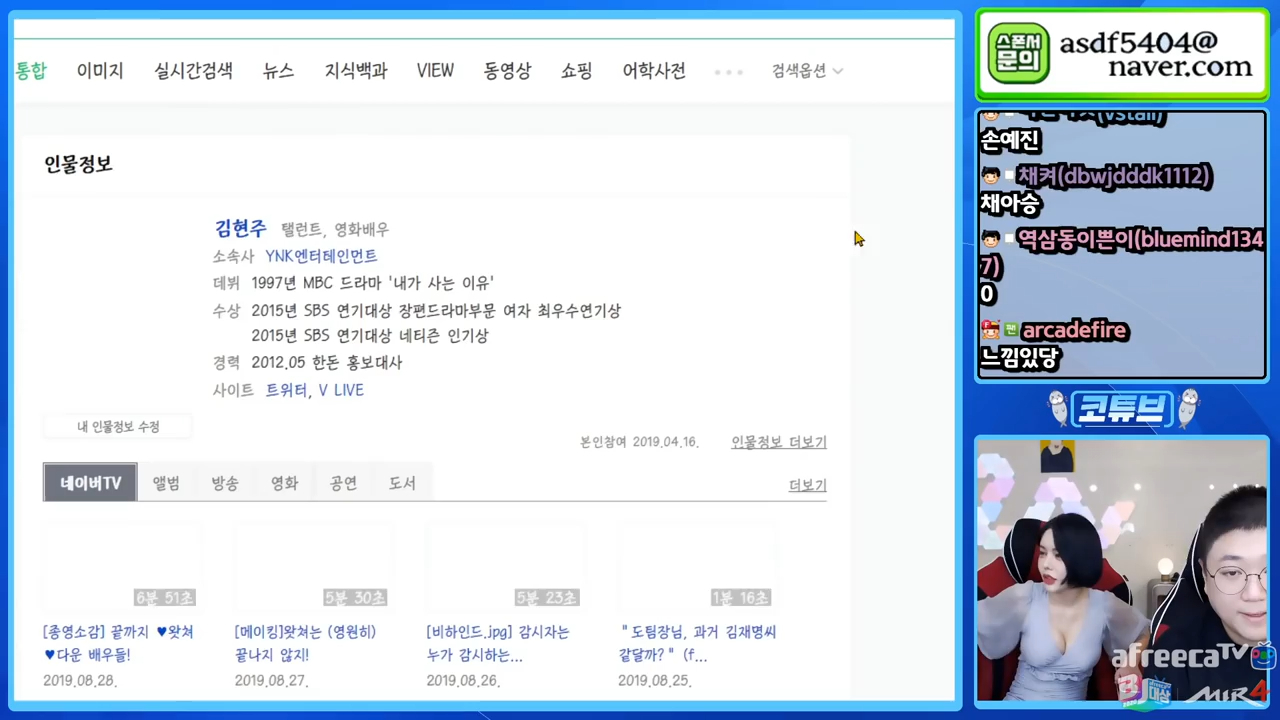 통합 이미지 실시간검색 뉴스 지식백과 VIEW 동영상 쇼핑 어학사전 검색옵션
인물정보
김현주 탤런트, 영화배우
소속사 YNK엔터테인먼트
데뷔 1997년 MBC 드라마 '내가 사는 이유'
수상 2015년 SBS 연기대상 장편드라마부문 여자 최우수연기상
2015년 SBS 연기대상 네티즌 인기상
경력 2012.05 한돈 홍보대사
사이트 트위터, V LIVE
내 인물정보 수정
본인참여 2019.04.16. 인물정보 더보기
네이버TV 앨범 방송 영화 공연 도서 더보기
6분 51초 5분 30초 5분 23초 1분 16초
[종영소감] 끝까지 ♥왓쳐
♥다운 배우들!
2019.08.28.
[메이킹]왓쳐는 (영원히)
끝나지 않지!
2019.08.27.
[비하인드.jpg] 감시자는
누가 감시하는...
2019.08.26.
"도팀장님, 과거 김재명씨
같달까?" (f...
2019.08.25.
스폰서
문의
asdf5404@
naver.com
손예진
채켜(dbwjdddk1112)
채아승
역삼동이쁜이(bluemind134
7)
0
팬 arcadefire
느낌있당
코튜브
afreecaTV
BJ대상 MIR4